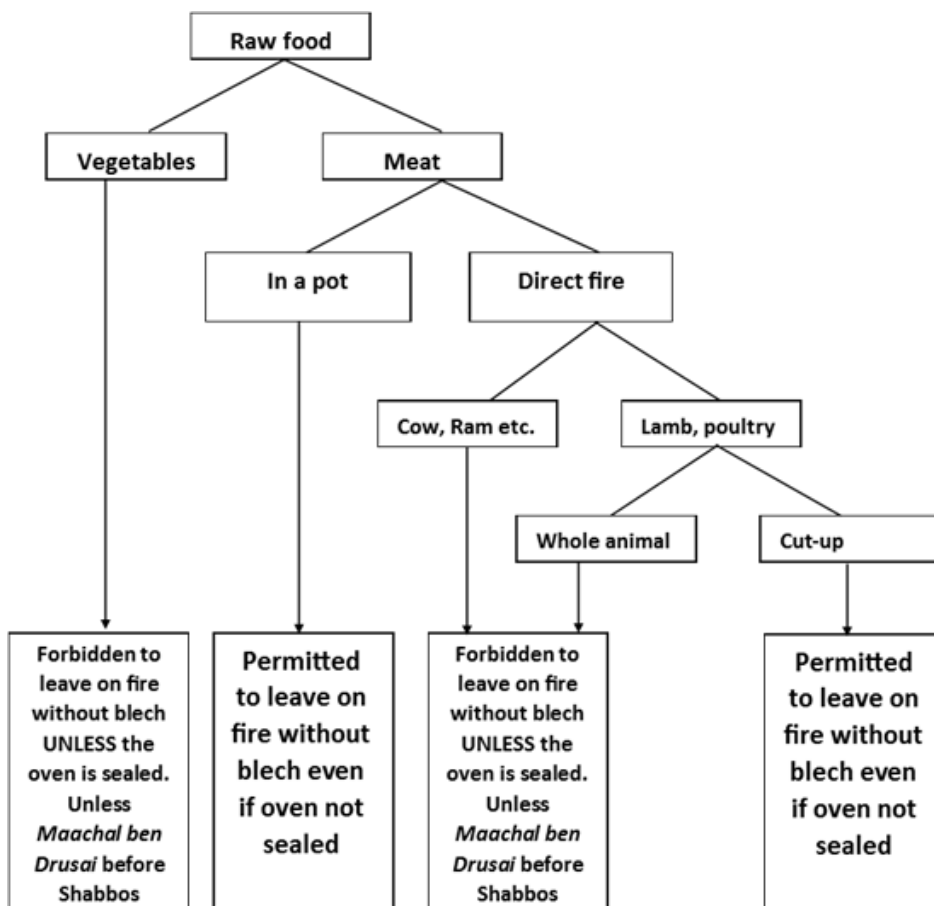 Raw food
Vegetables
Meat
In a pot
Direct fire
Cow, Ram etc.
Lamb, poultry
Whole animal
Cut-up
Forbidden to
leave on fire
without blech
UNLESS the
oven is sealed.
Unless
Maachal ben
Drusai before
Shabbos
Permitted
to leave on
fire without
blech even
if oven not
sealed
Forbidden to
leave on fire
without blech
UNLESS the
oven is sealed.
Unless
Maachal ben
Drusai before
Shabbos
Permitted
to leave on
fire without
blech even
if oven not
sealed